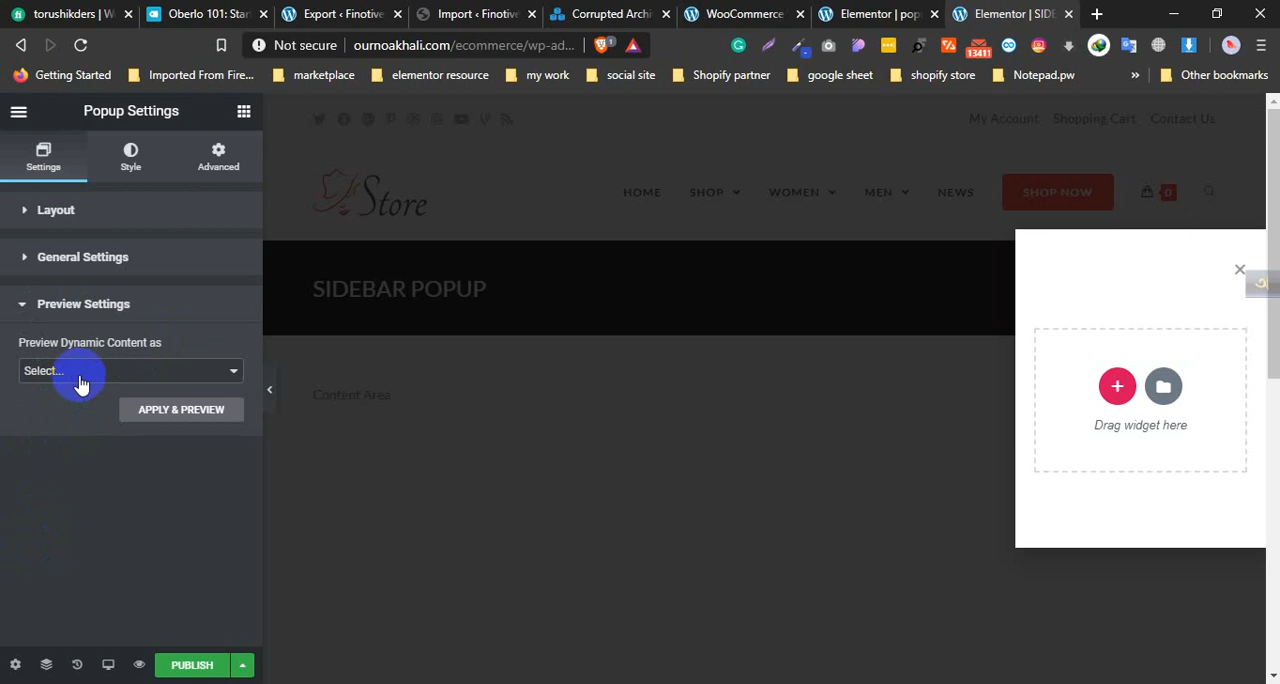 torushikders | W
Oberlo 101: Star
Export ‹ Finotive
Import ‹ Finotive
Corrupted Archi
WooCommerce
Elementor | pop
Elementor | SIDE
Not secure
ournoakhali.com/ecommerce/wp-ad...
1
13411
Getting Started
Imported From Fire...
marketplace
elementor resource
my work
social site
Shopify partner
google sheet
shopify store
Notepad.pw
»
Other bookmarks
Popup Settings
Settings
Style
Advanced
Layout
General Settings
Preview Settings
Preview Dynamic Content as
Select...
APPLY & PREVIEW
PUBLISH
My Account Shopping Cart Contact Us
Store
HOME SHOP WOMEN MEN NEWS SHOP NOW 0
SIDEBAR POPUP
Content Area
Drag widget here